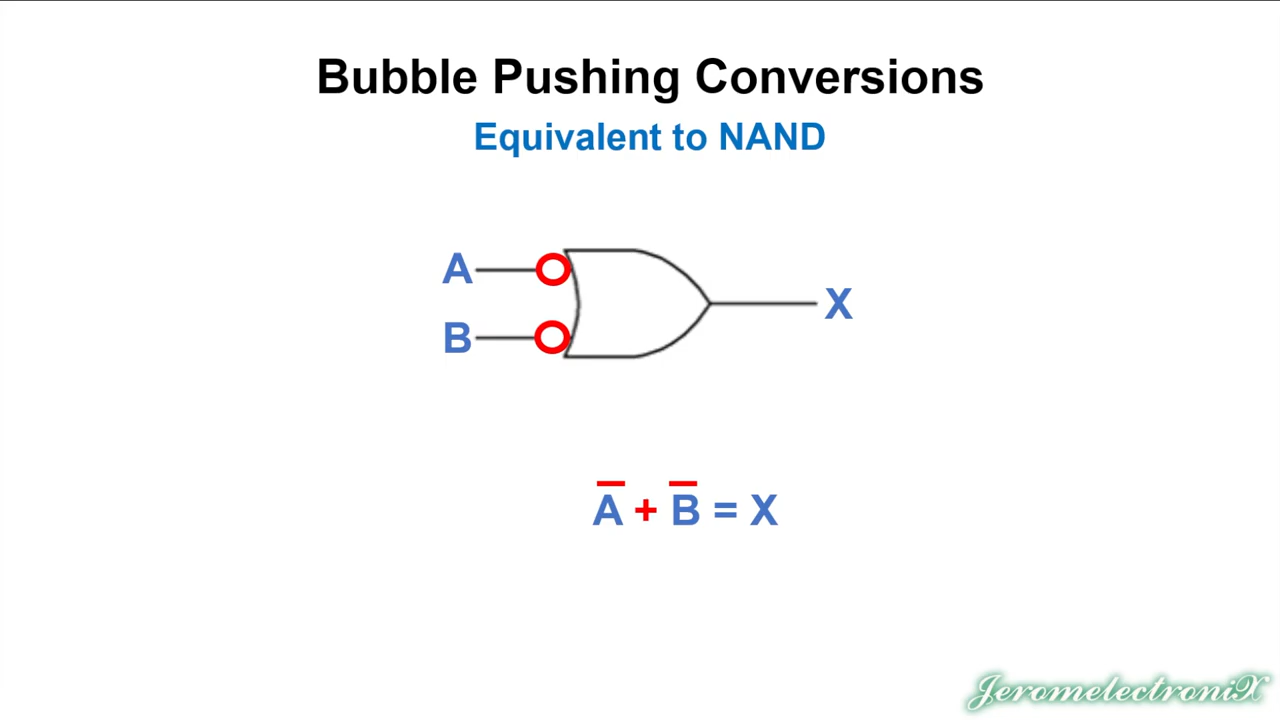 Bubble Pushing Conversions
Equivalent to NAND
A
X
B
A̅ + B̅ = X
JeromelectroniX